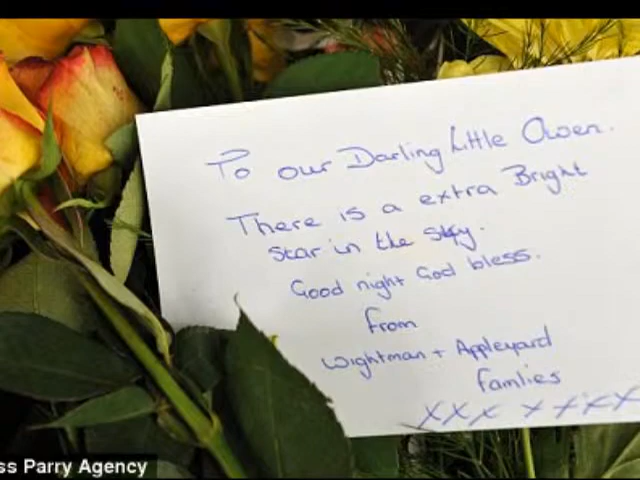 To our Darling Little Owen.
There is a extra Bright
star in the sky.
Good night God bless.
from
Wightman + Appleyard
famlies
xxx xxxx
ss Parry Agency